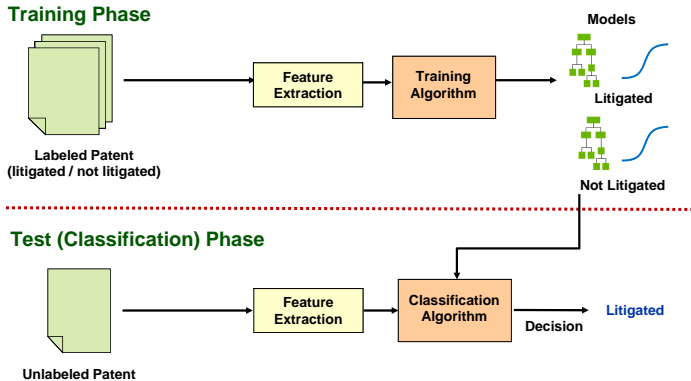 Training Phase
Models
Feature
Extraction
Training
Algorithm
Litigated
Labeled Patent
(litigated / not litigated)
Not Litigated
Test (Classification) Phase
Feature
Extraction
Classification
Algorithm
Decision
Litigated
Unlabeled Patent